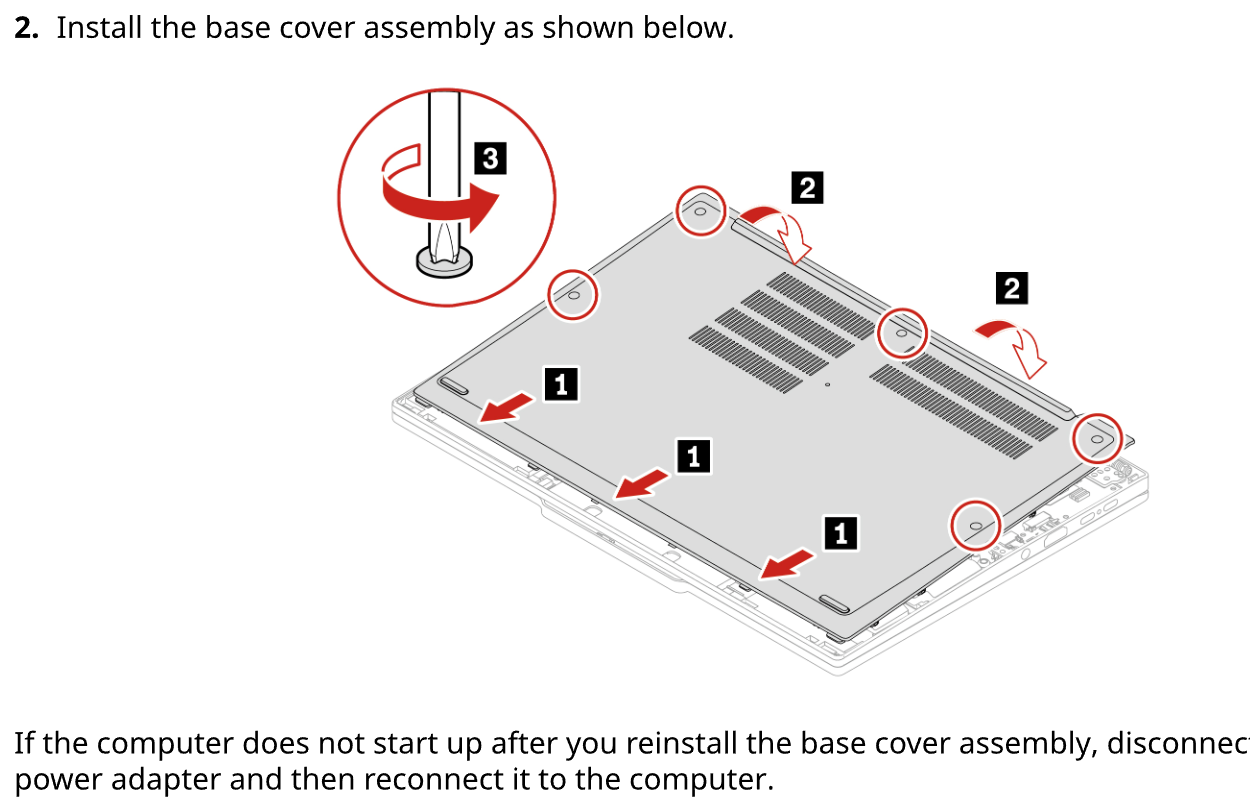 2. Install the base cover assembly as shown below.
3
2
2
1
1
1
If the computer does not start up after you reinstall the base cover assembly, disconnect
power adapter and then reconnect it to the computer.